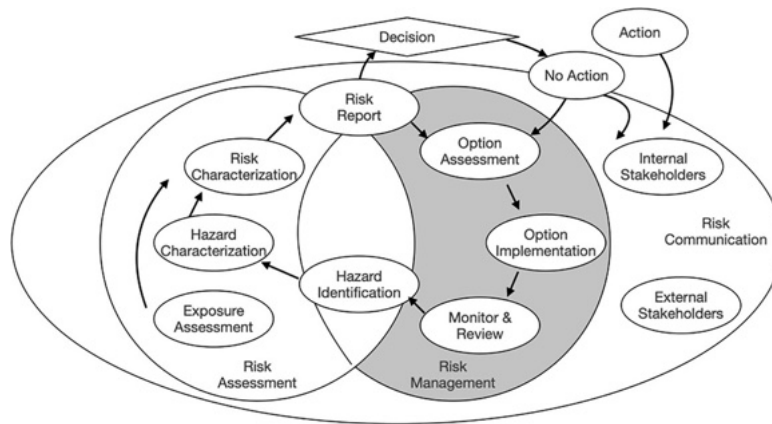 Decision
Action
No Action
Risk
Report
Option
Assessment
Internal
Stakeholders
Risk
Characterization
Risk
Communication
Hazard
Characterization
Option
Implementation
Hazard
Identification
External
Stakeholders
Exposure
Assessment
Monitor &
Review
Risk
Assessment
Risk
Management